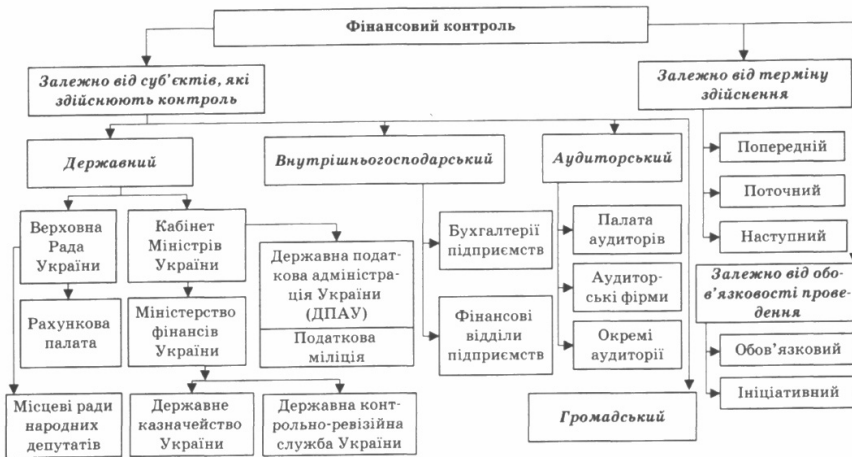 Фінансовий контроль
Залежно від суб'єктів, які
здійснюють контроль
Залежно від терміну
здійснення
Державний
Внутрішньогосподарський
Аудиторський
Попередній
Поточний
Наступний
Верховна
Рада
України
Кабінет
Міністрів
України
Державна подат-
кова адміністра-
ція України
(ДПАУ)
Податкова
міліція
Бухгалтерії
підприємств
Палата
аудиторів
Рахункова
палата
Міністерство
фінансів
України
Фінансові
відділи
підприємств
Аудитор-
ські фірми
Окремі
аудиторії
Залежно від обо-
в'язковості прове-
дення
Обов'язковий
Ініціативний
Місцеві ради
народних
депутатів
Державне
казначейство
України
Державна конт-
рольно-ревізійна
служба України
Громадський